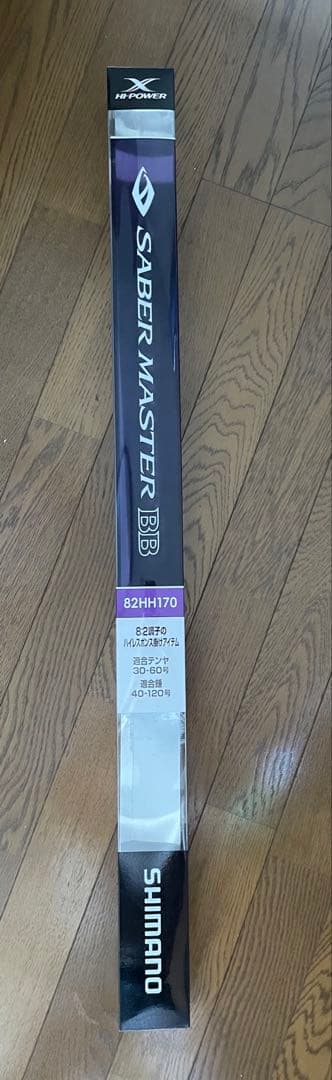 X
HI-POWER
SABER MASTER BB
82HH170
8:2調子の
ハイレスポンス掛けアイテム
適合テンヤ
30-60号
適合錘
40-120号
SHIMANO